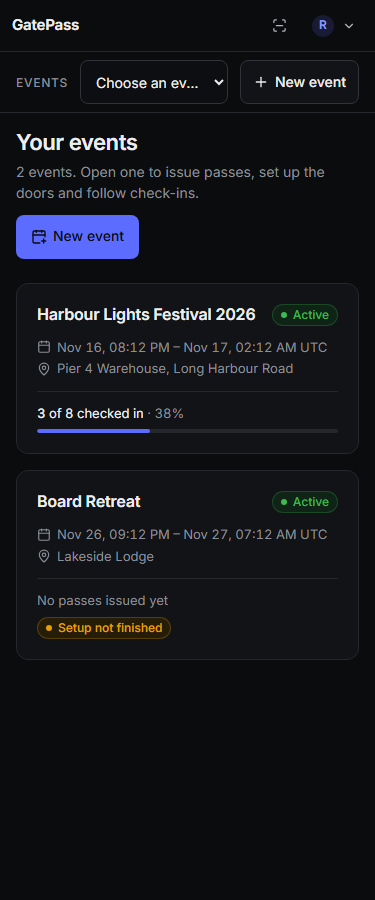 GatePass
R
EVENTS
Choose an ev...
New event
Your events
2 events. Open one to issue passes, set up the
doors and follow check-ins.
New event
Harbour Lights Festival 2026
Active
Nov 16, 08:12 PM – Nov 17, 02:12 AM UTC
Pier 4 Warehouse, Long Harbour Road
3 of 8 checked in · 38%
Board Retreat
Active
Nov 26, 09:12 PM – Nov 27, 07:12 AM UTC
Lakeside Lodge
No passes issued yet
Setup not finished